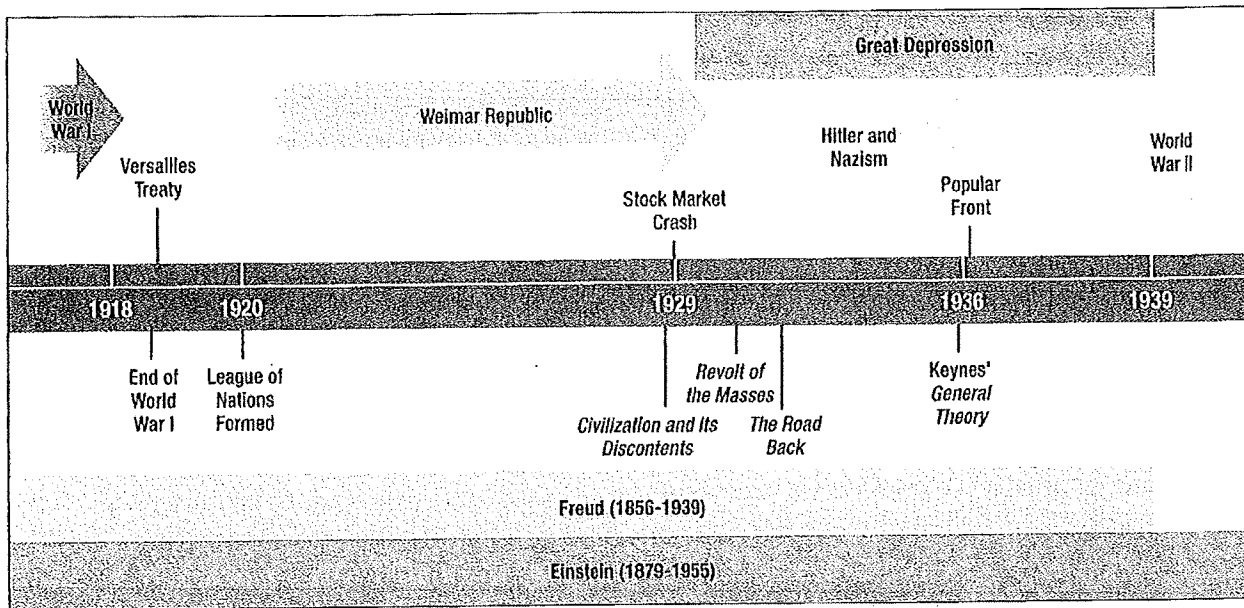 Great Depression
World
War I
Weimar Republic
Hitler and
Nazism
World
War II
Versailles
Treaty
Stock Market
Crash
Popular
Front
1918
1920
1929
1936
1939
End of
World
War I
League of
Nations
Formed
Civilization and Its
Discontents
Revolt of
the Masses
The Road
Back
Keynes'
General
Theory
Freud (1856-1939)
Einstein (1879-1955)